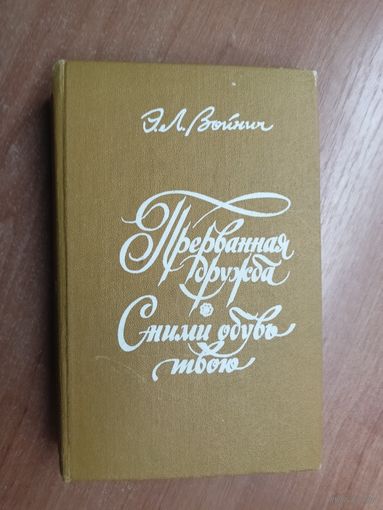 Э.Л. Войнич
Прерванная
дружба
Сними обувь
твою